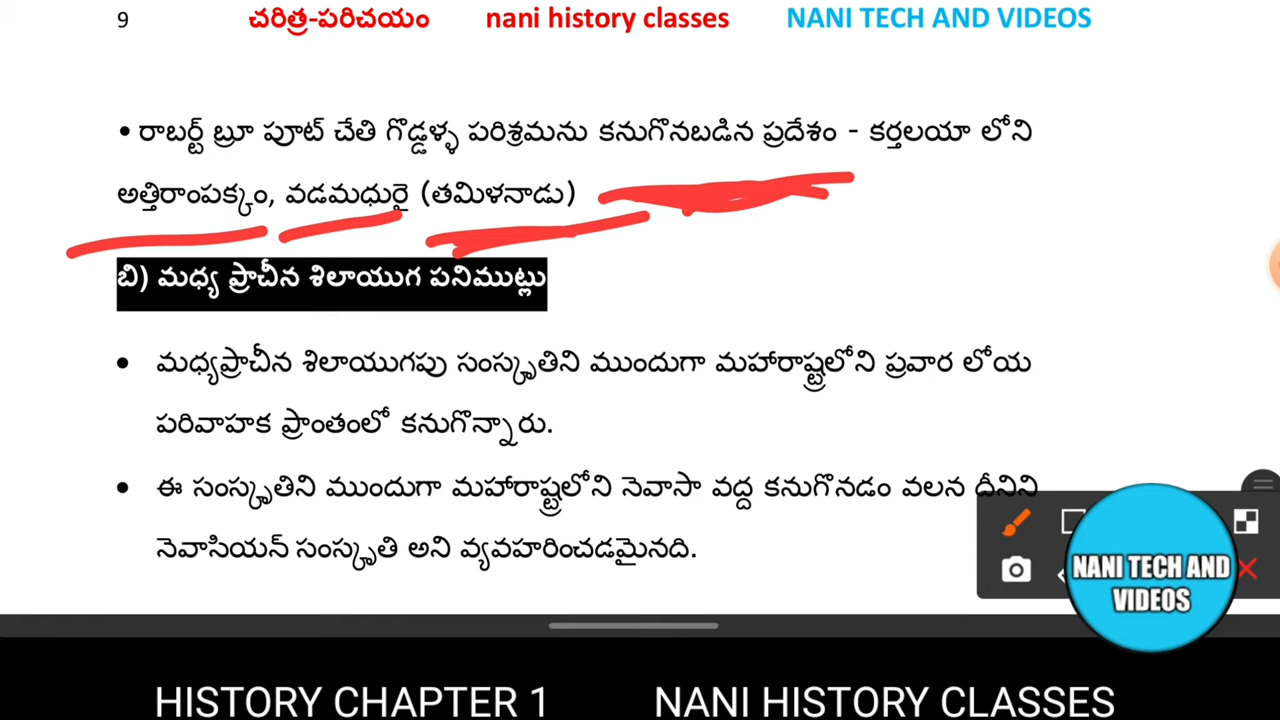 9 చరిత్ర-పరిచయం nani history classes NANI TECH AND VIDEOS
• రాబర్ట్ బ్రూ పూట్ చేతి గొడ్డళ్ళ పరిశ్రమను కనుగొనబడిన ప్రదేశం - కర్తలయా లోని
అత్తిరాంపక్కం, వడమధురై (తమిళనాడు)
బి) మధ్య ప్రాచీన శిలాయుగ పనిముట్లు
• మధ్యప్రాచీన శిలాయుగపు సంస్కృతిని ముందుగా మహారాష్ట్రలోని ప్రవార లోయ
పరివాహక ప్రాంతంలో కనుగొన్నారు.
• ఈ సంస్కృతిని ముందుగా మహారాష్ట్రలోని నెవాసా వద్ద కనుగొనడం వలన దీనిని
నెవాసియన్ సంస్కృతి అని వ్యవహరించడమైనది.
NANI TECH AND
VIDEOS
HISTORY CHAPTER 1 NANI HISTORY CLASSES